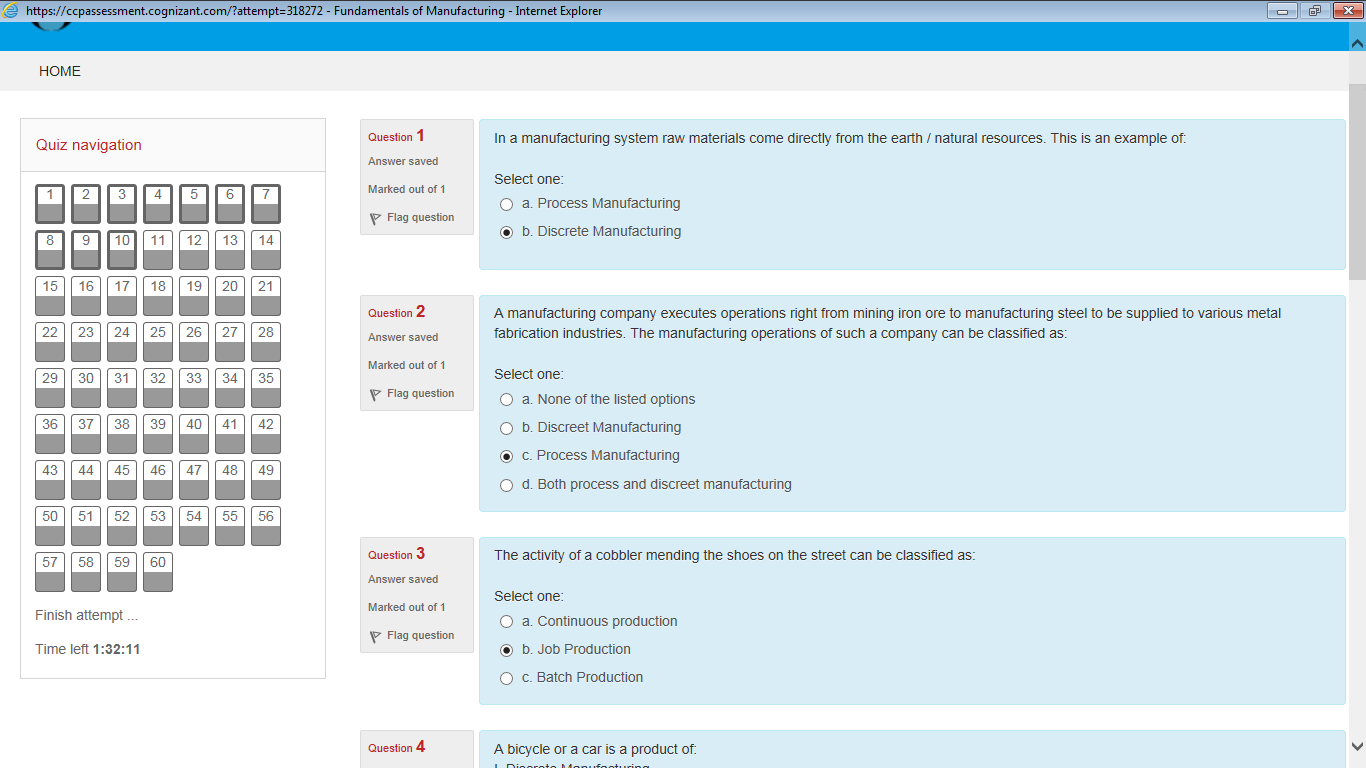 https://ccpassessment.cognizant.com/?attempt=318272 - Fundamentals of Manufacturing - Internet Explorer
HOME
Quiz navigation
1 2 3 4 5 6 7
8 9 10 11 12 13 14
15 16 17 18 19 20 21
22 23 24 25 26 27 28
29 30 31 32 33 34 35
36 37 38 39 40 41 42
43 44 45 46 47 48 49
50 51 52 53 54 55 56
57 58 59 60
Finish attempt ...
Time left 1:32:11
Question 1
Answer saved
Marked out of 1
Flag question
In a manufacturing system raw materials come directly from the earth / natural resources. This is an example of:
Select one:
a. Process Manufacturing
b. Discrete Manufacturing
Question 2
Answer saved
Marked out of 1
Flag question
A manufacturing company executes operations right from mining iron ore to manufacturing steel to be supplied to various metal
fabrication industries. The manufacturing operations of such a company can be classified as:
Select one:
a. None of the listed options
b. Discreet Manufacturing
c. Process Manufacturing
d. Both process and discreet manufacturing
Question 3
Answer saved
Marked out of 1
Flag question
The activity of a cobbler mending the shoes on the street can be classified as:
Select one:
a. Continuous production
b. Job Production
c. Batch Production
Question 4
A bicycle or a car is a product of:
I. Discrete Manufacturing